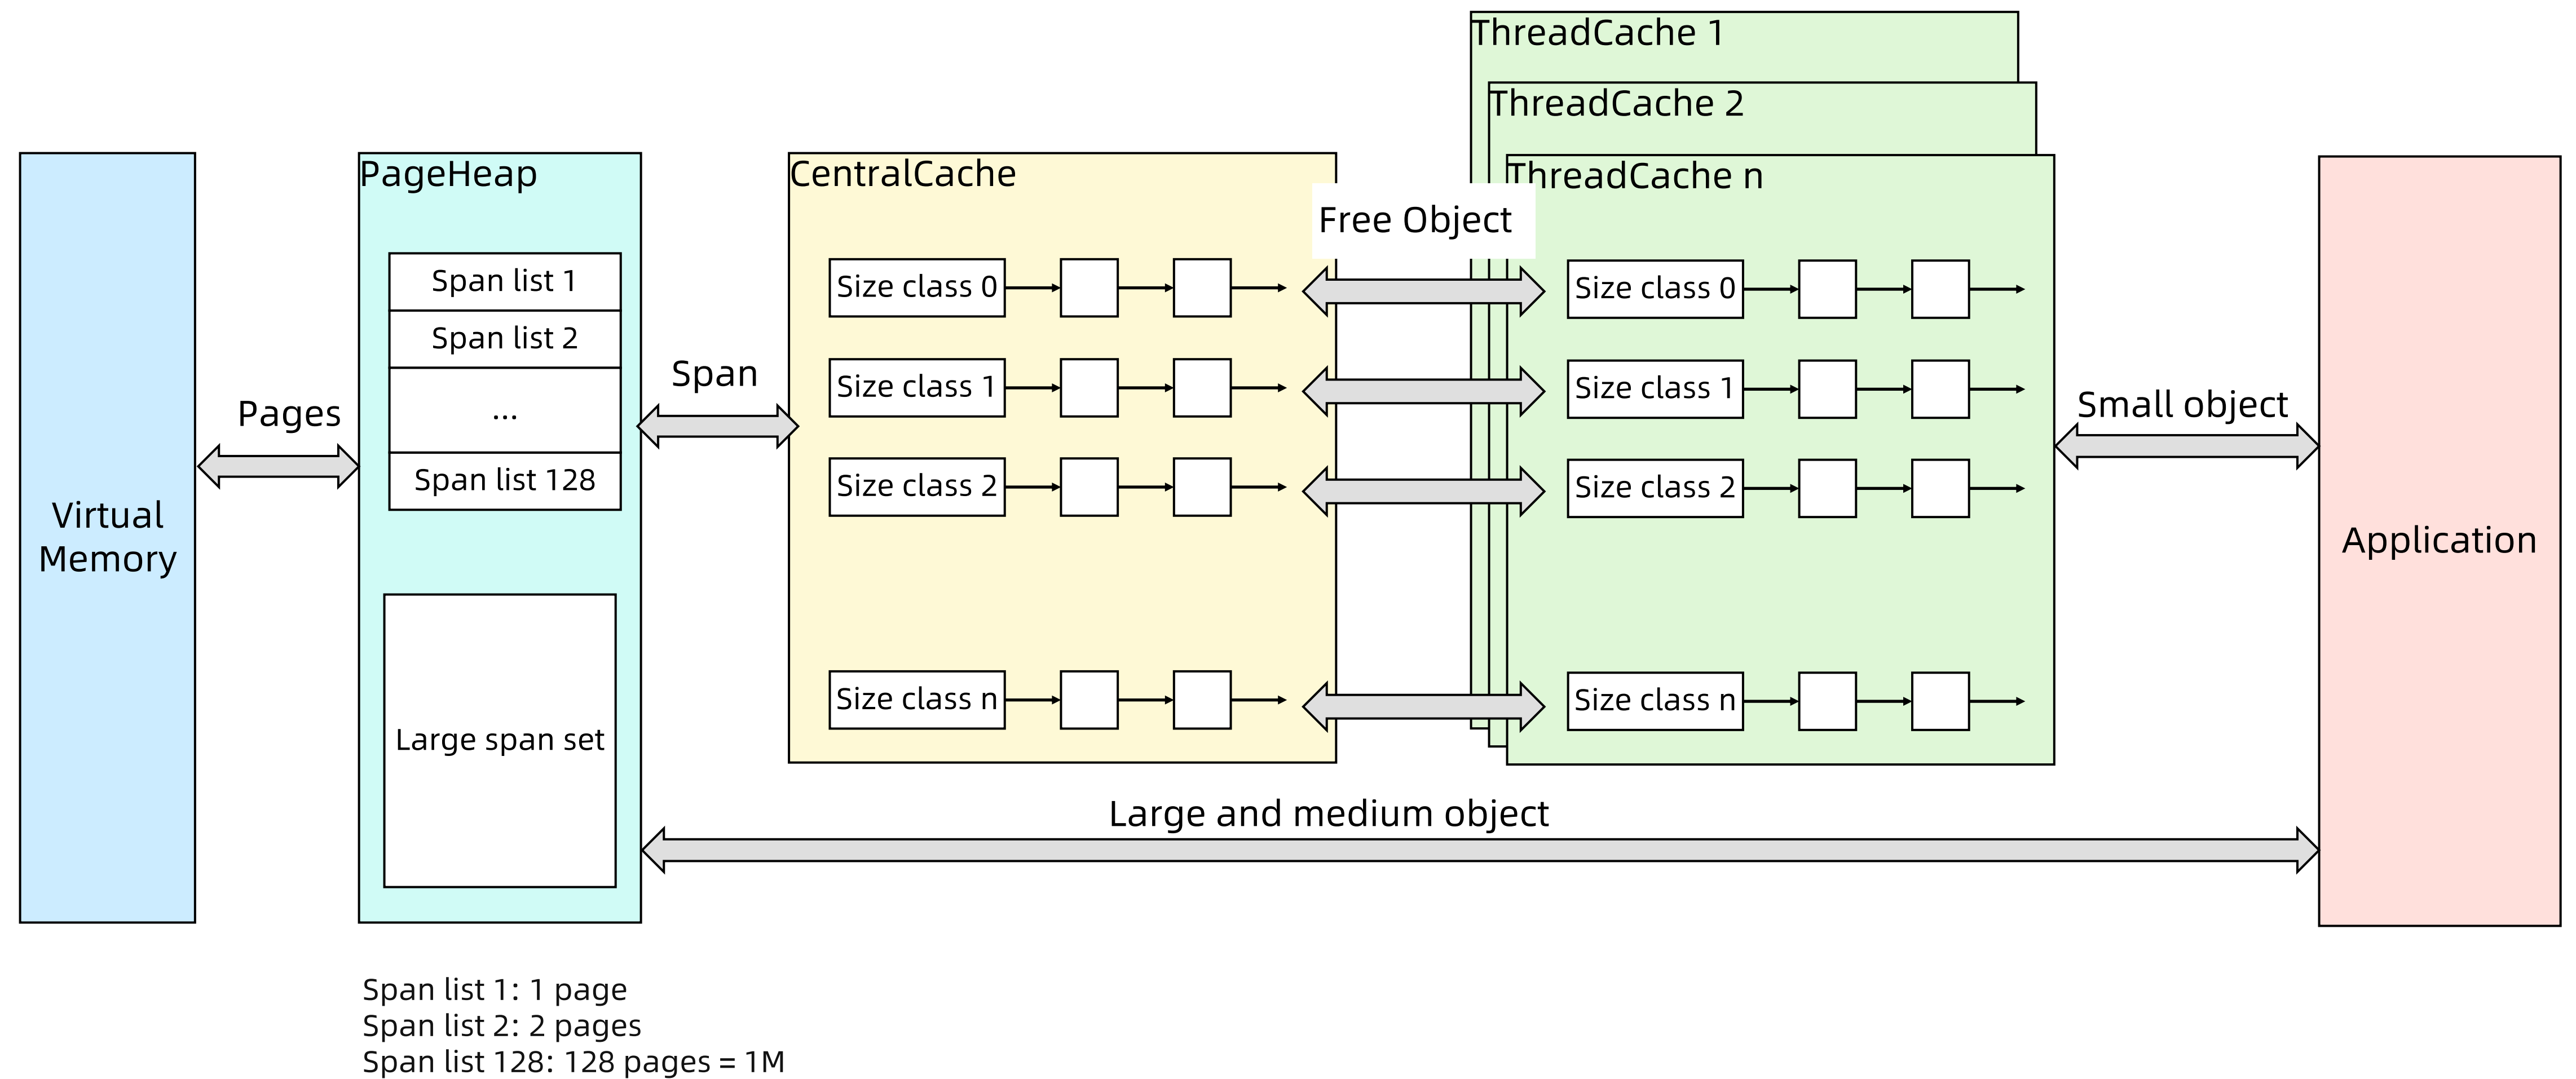 ThreadCache 1
ThreadCache 2
ThreadCache n
PageHeap
CentralCache
Free Object
Span list 1
Span list 2
...
Span list 128
Large span set
Pages
Span
Size class 0
Size class 1
Size class 2
Size class n
Size class 0
Size class 1
Size class 2
Size class n
Small object
Virtual
Memory
Application
Large and medium object
Span list 1: 1 page
Span list 2: 2 pages
Span list 128: 128 pages = 1M